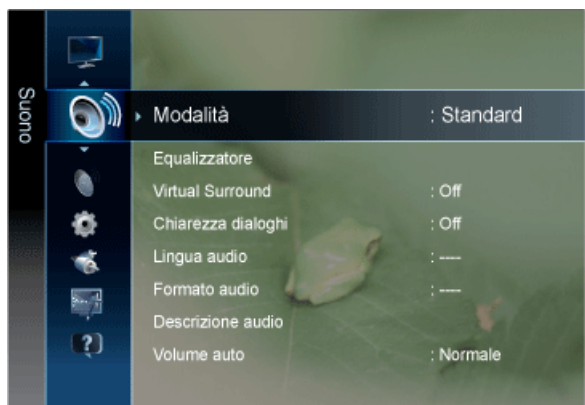 Suono
Modalità : Standard
Equalizzatore
Virtual Surround : Off
Chiarezza dialoghi : Off
Lingua audio : ----
Formato audio : ----
Descrizione audio
Volume auto : Normale